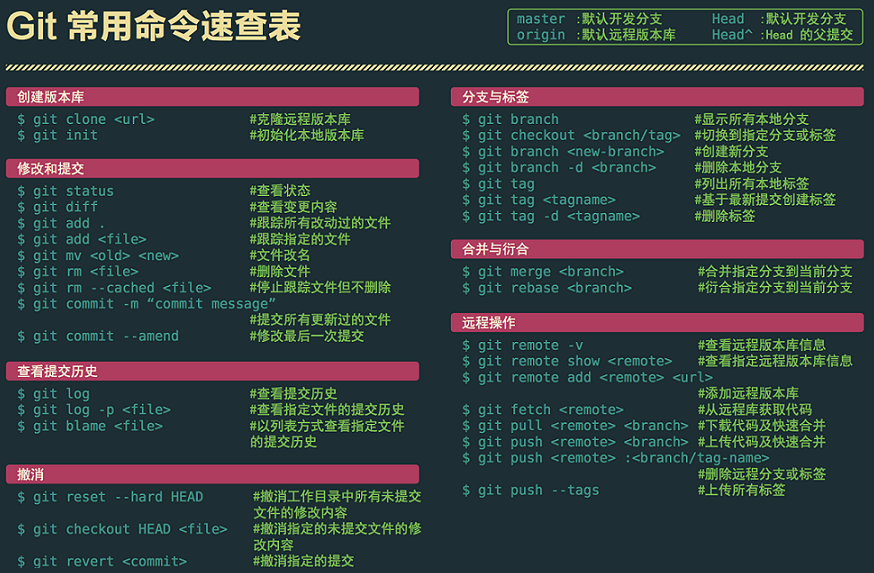 Git 常用命令速查表
master :默认开发分支 Head :默认开发分支
origin :默认远程版本库 Head^ :Head 的父提交
创建版本库
$ git clone <url> #克隆远程版本库
$ git init #初始化本地版本库
修改和提交
$ git status #查看状态
$ git diff #查看变更内容
$ git add . #跟踪所有改动过的文件
$ git add <file> #跟踪指定的文件
$ git mv <old> <new> #文件改名
$ git rm <file> #删除文件
$ git rm --cached <file> #停止跟踪文件但不删除
$ git commit -m “commit message”
#提交所有更新过的文件
$ git commit --amend #修改最后一次提交
查看提交历史
$ git log #查看提交历史
$ git log -p <file> #查看指定文件的提交历史
$ git blame <file> #以列表方式查看指定文件
的提交历史
撤消
$ git reset --hard HEAD #撤消工作目录中所有未提交
文件的修改内容
$ git checkout HEAD <file> #撤消指定的未提交文件的修
改内容
$ git revert <commit> #撤消指定的提交
分支与标签
$ git branch #显示所有本地分支
$ git checkout <branch/tag> #切换到指定分支或标签
$ git branch <new-branch> #创建新分支
$ git branch -d <branch> #删除本地分支
$ git tag #列出所有本地标签
$ git tag <tagname> #基于最新提交创建标签
$ git tag -d <tagname> #删除标签
合并与衍合
$ git merge <branch> #合并指定分支到当前分支
$ git rebase <branch> #衍合指定分支到当前分支
远程操作
$ git remote -v #查看远程版本库信息
$ git remote show <remote> #查看指定远程版本库信息
$ git remote add <remote> <url>
#添加远程版本库
$ git fetch <remote> #从远程库获取代码
$ git pull <remote> <branch> #下载代码及快速合并
$ git push <remote> <branch> #上传代码及快速合并
$ git push <remote> :<branch/tag-name>
#删除远程分支或标签
$ git push --tags #上传所有标签